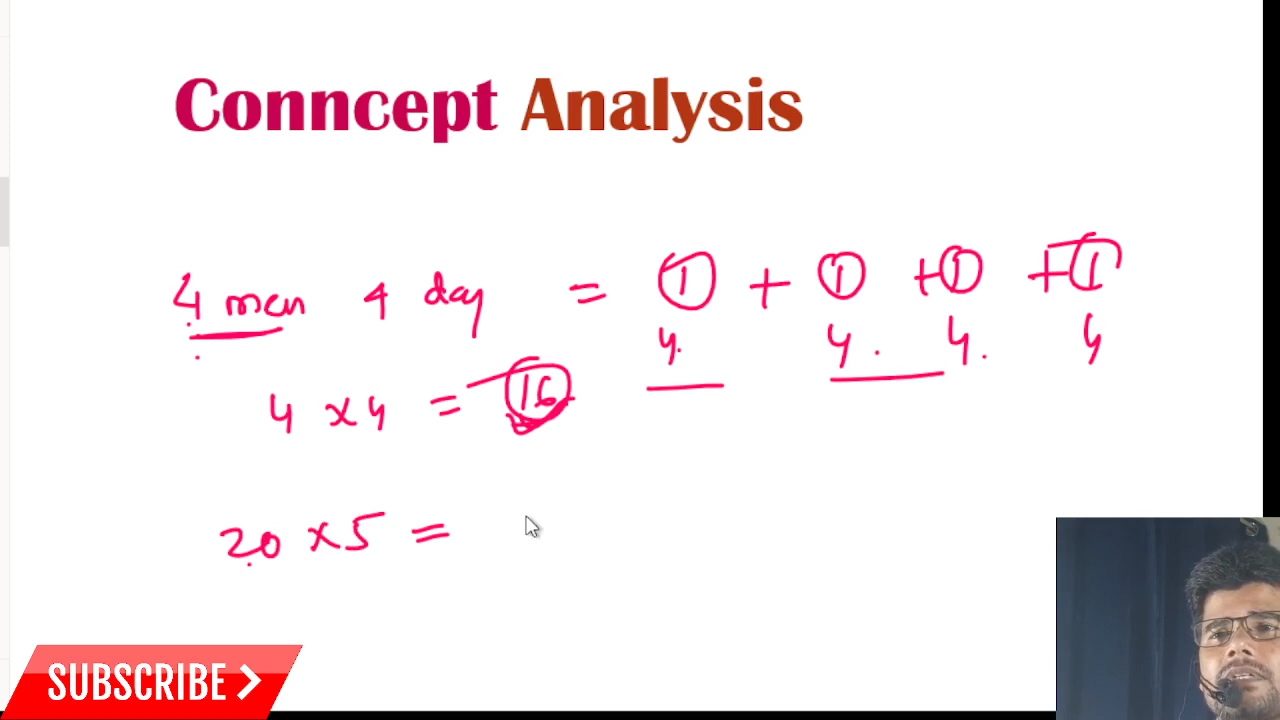 Conncept Analysis
4 men 4 day = 1 + 1 + 1 + 1
4. 4. 4. 4
4 x 4 = 16
20 x 5 =
SUBSCRIBE